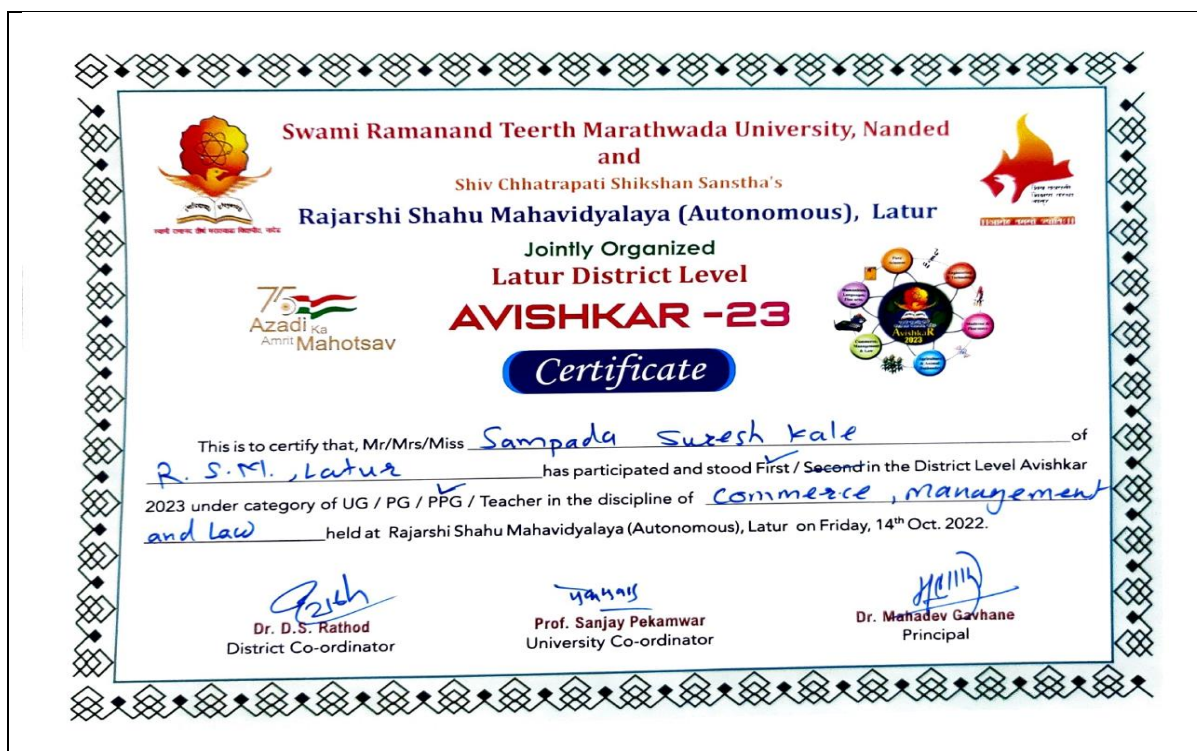 Swami Ramanand Teerth Marathwada University, Nanded
and
Shiv Chhatrapati Shikshan Sanstha's
Rajarshi Shahu Mahavidyalaya (Autonomous), Latur
Jointly Organized
Latur District Level
AVISHKAR -23
75
Azadi Ka
Amrit Mahotsav
Avishkar
2023
Certificate
This is to certify that, Mr/Mrs/Miss Sampada Suresh Kale of
R. S. M., Latur has participated and stood First / Second in the District Level Avishkar
2023 under category of UG / PG / PPG / Teacher in the discipline of Commerce, Management
and Law held at Rajarshi Shahu Mahavidyalaya (Autonomous), Latur on Friday, 14th Oct. 2022.
Dr. D.S. Rathod
District Co-ordinator
Prof. Sanjay Pekamwar
University Co-ordinator
Dr. Mahadev Gavhane
Principal